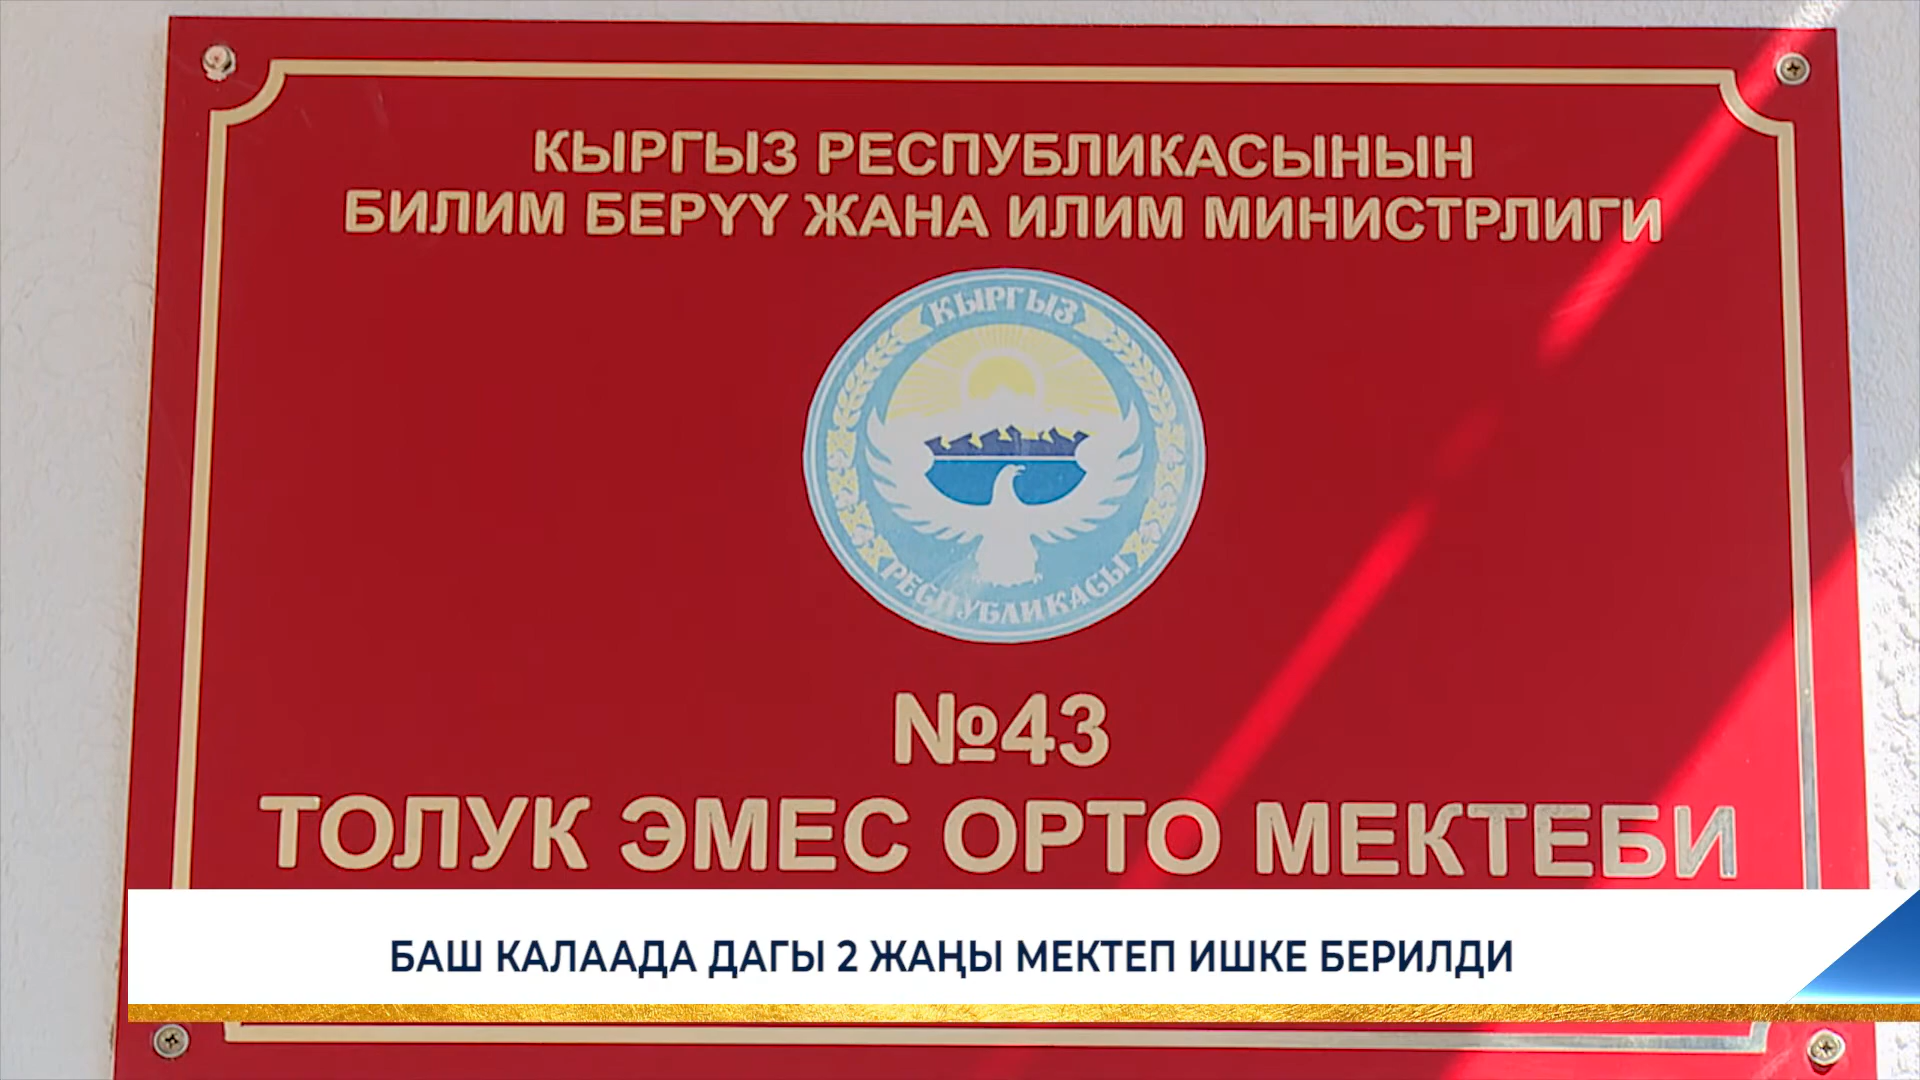 КЫРГЫЗ РЕСПУБЛИКАСЫНЫН
БИЛИМ БЕРҮҮ ЖАНА ИЛИМ МИНИСТРЛИГИ
КЫРГЫЗ
РЕСПУБЛИКАСЫ
№43
ТОЛУК ЭМЕС ОРТО МЕКТЕБИ
БАШ КАЛААДА ДАГЫ 2 ЖАҢЫ МЕКТЕП ИШКЕ БЕРИЛДИ